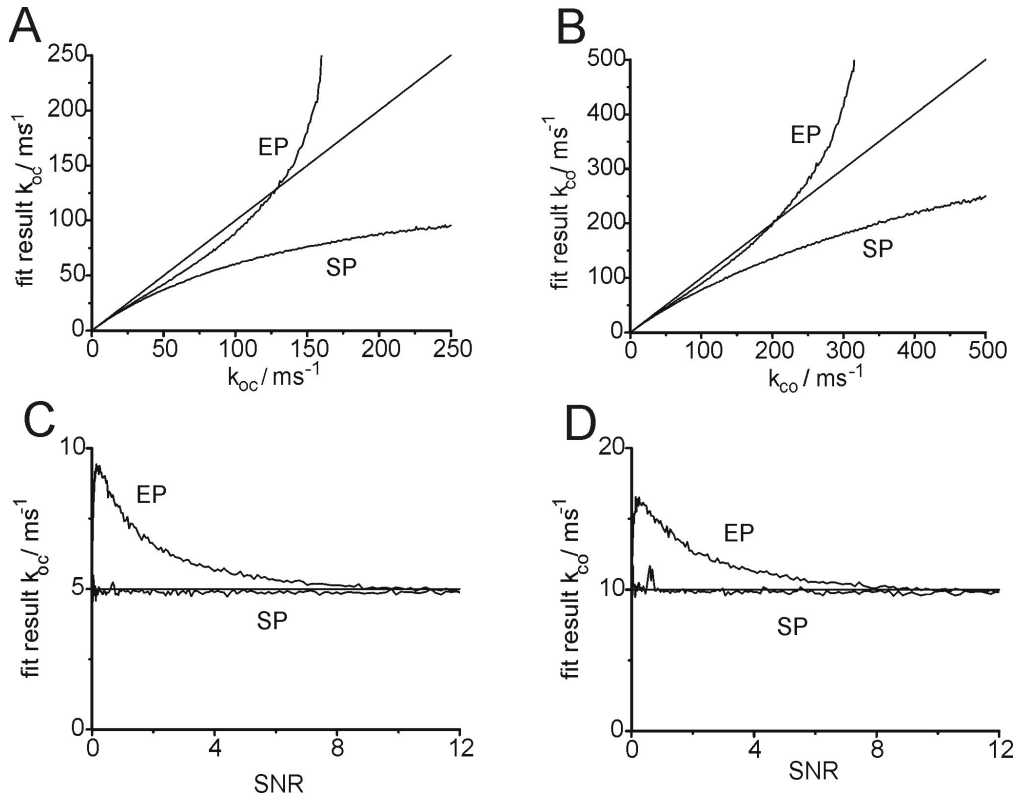 A
fit result k_oc / ms^-1
250
200
150
100
50
0
EP
SP
0 50 100 150 200 250
k_oc / ms^-1
B
fit result k_co / ms^-1
500
400
300
200
100
0
EP
SP
0 100 200 300 400 500
k_co / ms^-1
C
fit result k_oc / ms^-1
10
5
0
EP
SP
0 4 8 12
SNR
D
fit result k_co / ms^-1
20
10
0
EP
SP
0 4 8 12
SNR